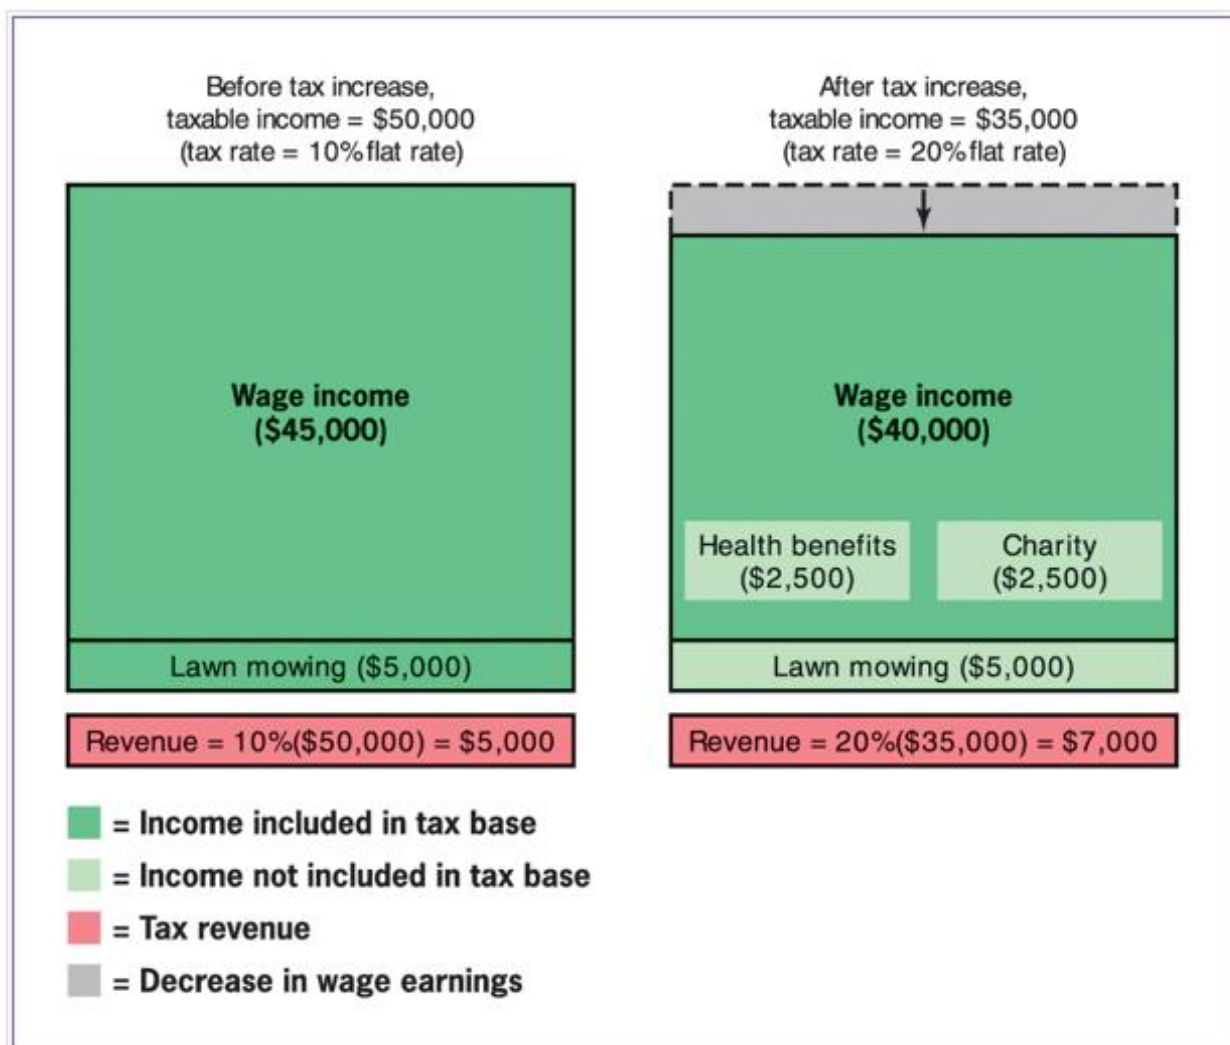 Before tax increase,
taxable income = $50,000
(tax rate = 10% flat rate)
After tax increase,
taxable income = $35,000
(tax rate = 20% flat rate)
Wage income
($45,000)
Lawn mowing ($5,000)
Revenue = 10%($50,000) = $5,000
Wage income
($40,000)
Health benefits
($2,500)
Charity
($2,500)
Lawn mowing ($5,000)
Revenue = 20%($35,000) = $7,000
= Income included in tax base
= Income not included in tax base
= Tax revenue
= Decrease in wage earnings